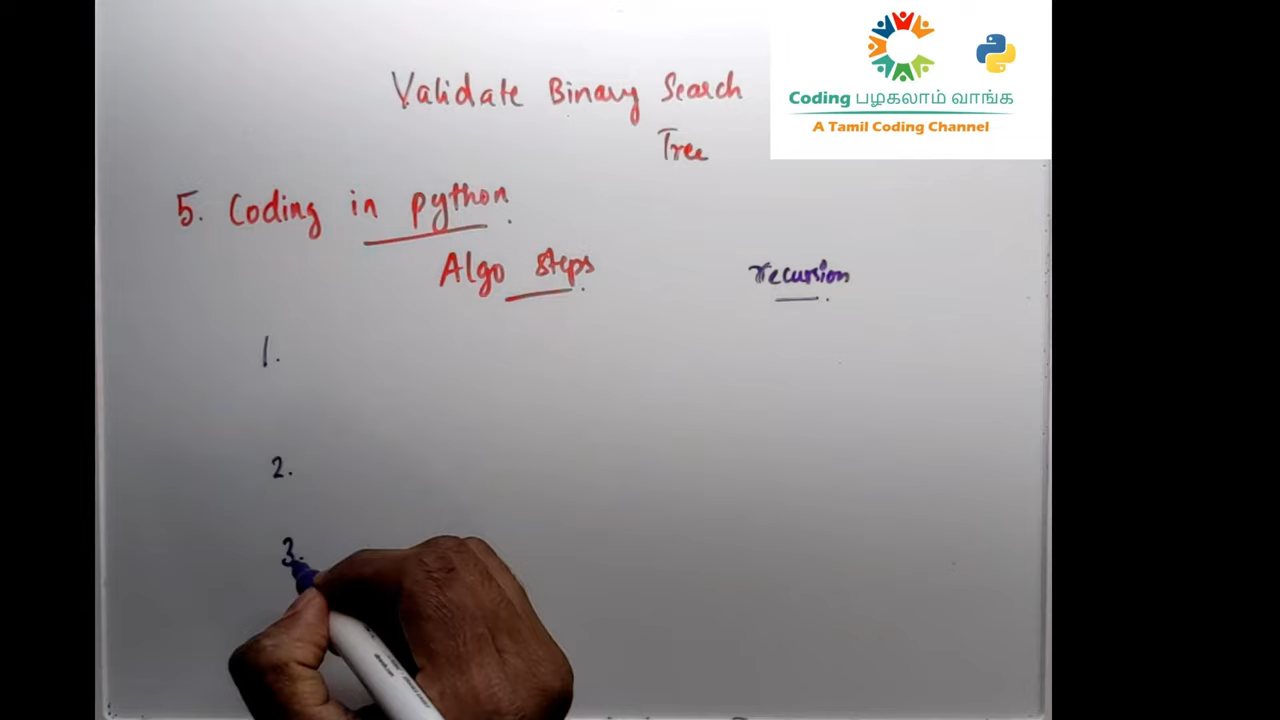 Validate Binary Search
Tree
Coding பழகலாம் வாங்க
A Tamil Coding Channel
5. Coding in python.
Algo steps.
recursion.
1.
2.
3.